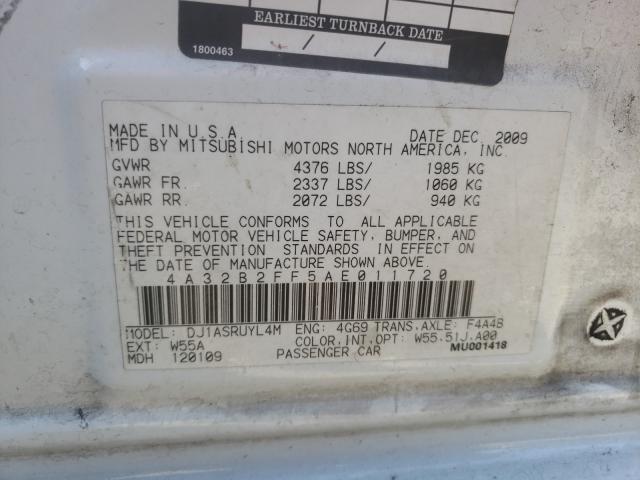 EARLIEST TURNBACK DATE
1800463 / /
MADE IN U.S.A. DATE DEC. 2009
MFD BY MITSUBISHI MOTORS NORTH AMERICA, INC.
GVWR 4376 LBS/ 1985 KG
GAWR FR. 2337 LBS/ 1060 KG
GAWR RR. 2072 LBS/ 940 KG
THIS VEHICLE CONFORMS TO ALL APPLICABLE
FEDERAL MOTOR VEHICLE SAFETY, BUMPER, AND
THEFT PREVENTION STANDARDS IN EFFECT ON
THE DATE OF MANUFACTURE SHOWN ABOVE.
4A32B2FF5AE011720
MODEL: DJ1ASRUYL4M ENG: 4G69 TRANS.AXLE: F4A4B
EXT: W55A COLOR,INT,OPT: W55.51J.A00
MDH 120109 PASSENGER CAR MU001418